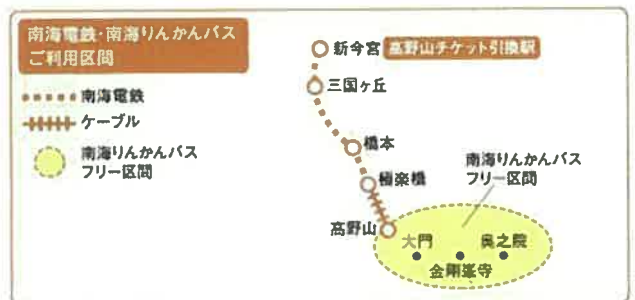 南海電鉄・南海りんかんバス
ご利用区間
南海電鉄
ケーブル
南海りんかんバス
フリー区間
新今宮 高野山チケット引換駅
三国ヶ丘
橋本
極楽橋
高野山
南海りんかんバス
フリー区間
大門
奥之院
金剛峯寺